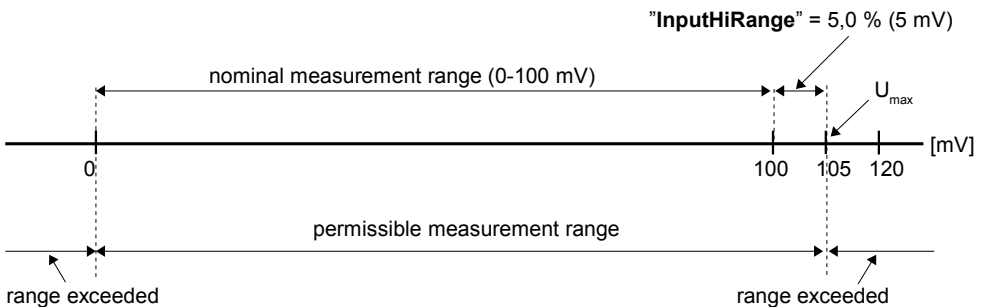 "InputHiRange" = 5,0 % (5 mV)
nominal measurement range (0-100 mV)
U max
[mV]
0 100 105 120
permissible measurement range
range exceeded range exceeded